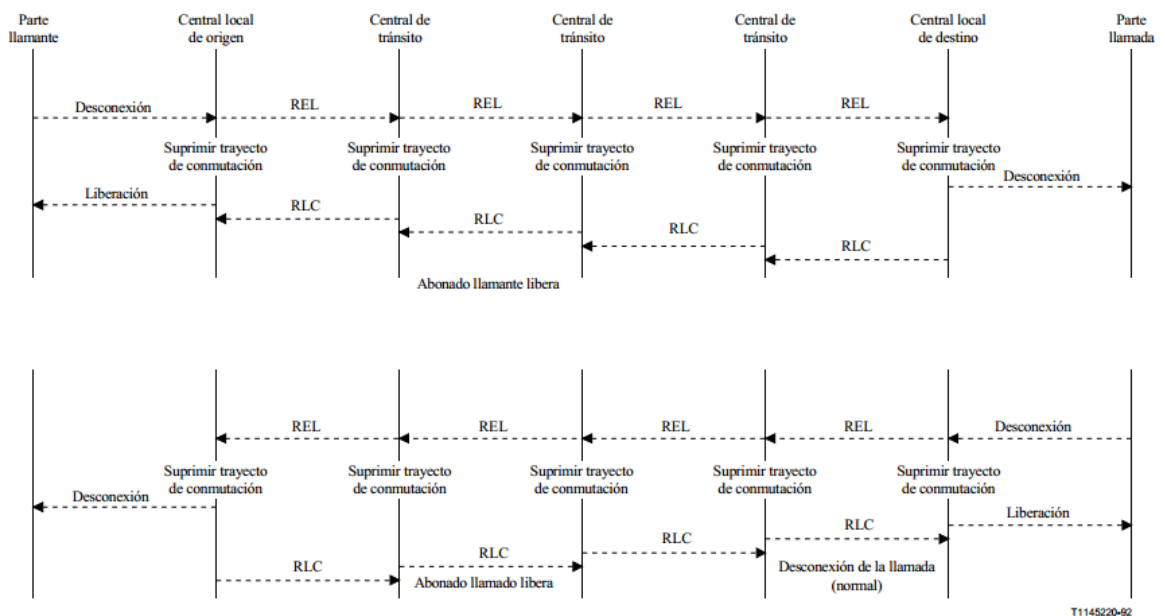 Parte
llamante
Central local
de origen
Central de
tránsito
Central de
tránsito
Central de
tránsito
Central local
de destino
Parte
llamada
Desconexión
REL
REL
REL
REL
Suprimir trayecto
de conmutación
Suprimir trayecto
de conmutación
Suprimir trayecto
de conmutación
Suprimir trayecto
de conmutación
Suprimir trayecto
de conmutación
Desconexión
Liberación
RLC
RLC
RLC
RLC
Abonado llamante libera
REL
REL
REL
REL
Desconexión
Suprimir trayecto
de conmutación
Suprimir trayecto
de conmutación
Suprimir trayecto
de conmutación
Suprimir trayecto
de conmutación
Suprimir trayecto
de conmutación
Desconexión
Liberación
RLC
RLC
RLC
RLC
Abonado llamado libera
Desconexión de la llamada
(normal)
T1145220-92